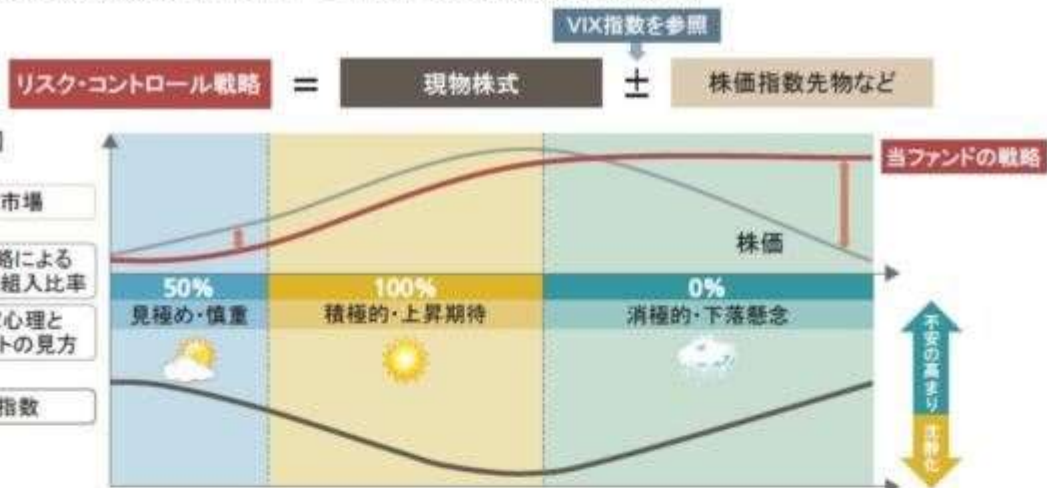 VIX指数を参照
リスク・コントロール戦略 = 現物株式 ± 株価指数先物など
市場
当ファンドの戦略
株価
略による
組入比率
50%
100%
0%
心理と
トの見方
見極め・慎重
積極的・上昇期待
消極的・下落懸念
指数
不安の高まり
沈静化